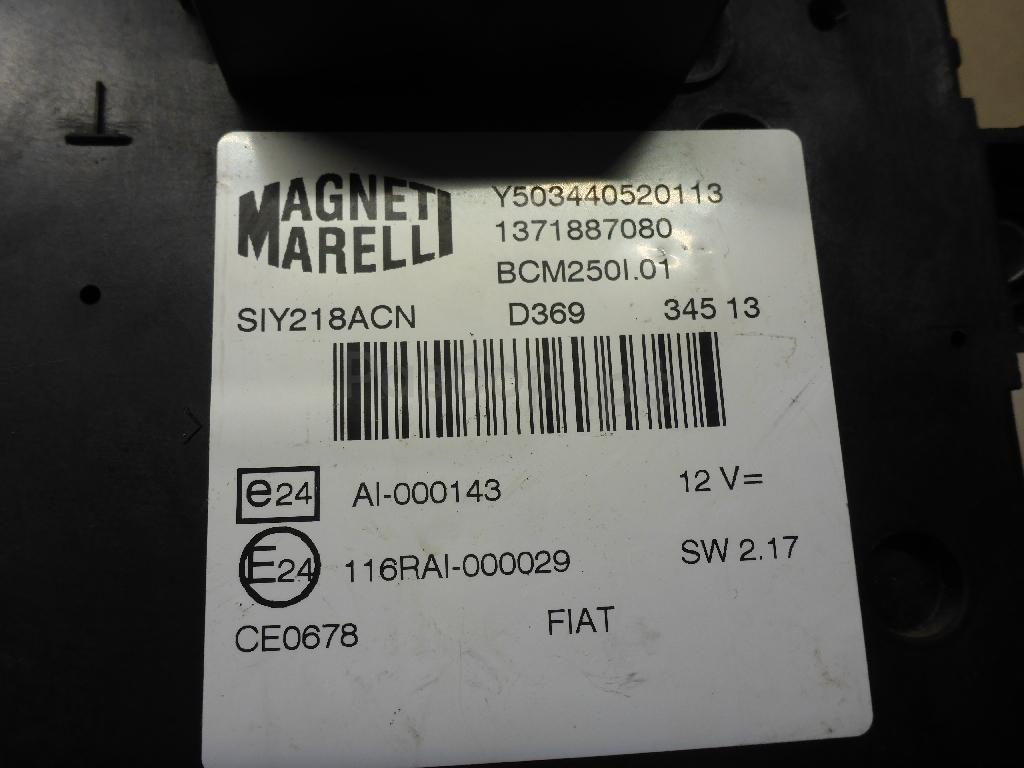 MAGNETI
MARELLI
Y503440520113
1371887080
BCM250I.01
SIY218ACN D369 345 13
e24 AI-000143 12 V=
E24 116RAI-000029 SW 2.17
CE0678 FIAT